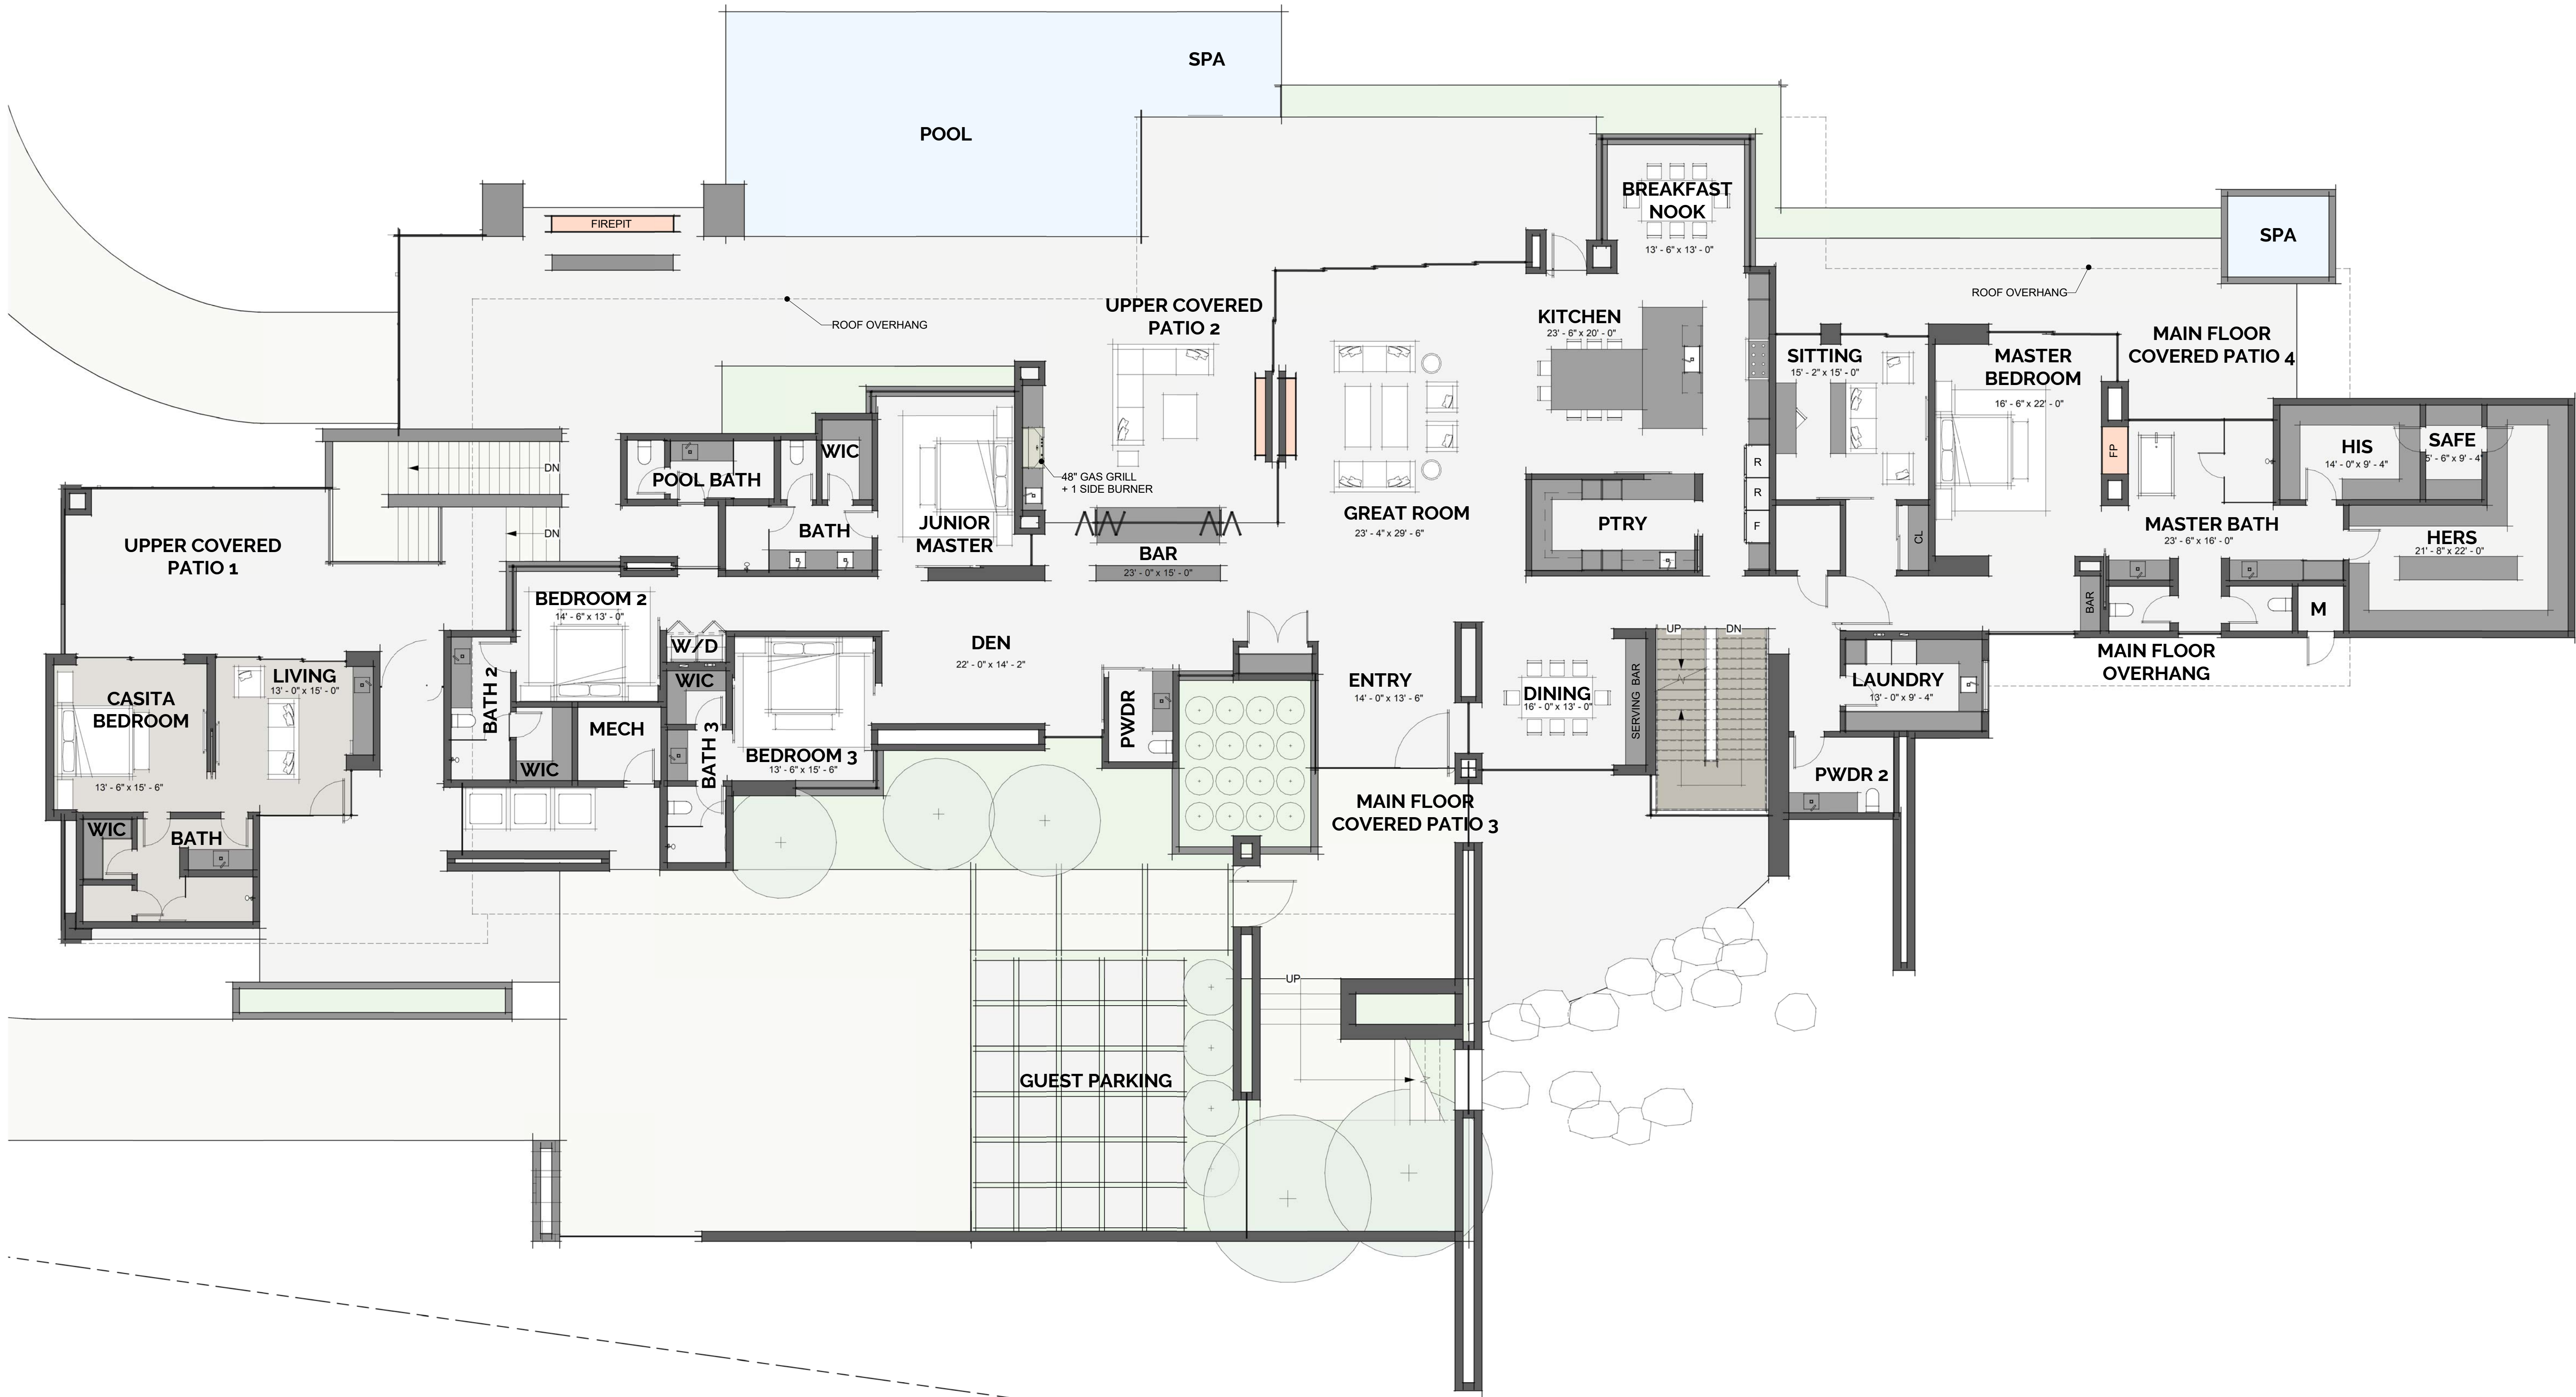 SPA
POOL
BREAKFAST
NOOK
13' - 6" x 13' - 0"
FIREPIT
SPA
ROOF OVERHANG
ROOF OVERHANG
UPPER COVERED
PATIO 2
KITCHEN
23' - 6" x 20' - 0"
SITTING
15' - 2" x 15' - 0"
MASTER
BEDROOM
16' - 6" x 22' - 0"
MAIN FLOOR
COVERED PATIO 4
DN
DN
WIC
POOL BATH
48" GAS GRILL
+ 1 SIDE BURNER
R
R
F
FP
HIS
14' - 0" x 9' - 4"
SAFE
5' - 6" x 9' - 4"
UPPER COVERED
PATIO 1
BATH
JUNIOR
MASTER
BAR
23' - 0" x 15' - 0"
GREAT ROOM
23' - 4" x 29' - 6"
PTRY
CL
MASTER BATH
23' - 6" x 16' - 0"
HERS
21' - 8" x 22' - 0"
BEDROOM 2
14' - 6" x 13' - 0"
W/D
DEN
22' - 0" x 14' - 2"
UP
DN
BAR
M
CASITA
BEDROOM
13' - 6" x 15' - 6"
LIVING
13' - 0" x 15' - 0"
BATH 2
WIC
MECH
WIC
BATH 3
BEDROOM 3
13' - 6" x 15' - 6"
PWDR
ENTRY
14' - 0" x 13' - 6"
DINING
16' - 0" x 13' - 0"
SERVING BAR
LAUNDRY
13' - 0" x 9' - 4"
MAIN FLOOR
OVERHANG
PWDR 2
WIC
BATH
MAIN FLOOR
COVERED PATIO 3
UP
GUEST PARKING